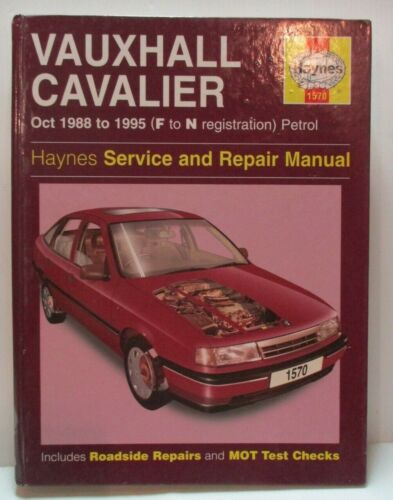 VAUXHALL
CAVALIER
Oct 1988 to 1995 (F to N registration) Petrol
Haynes
1570
Haynes Service and Repair Manual
1570
Includes Roadside Repairs and MOT Test Checks